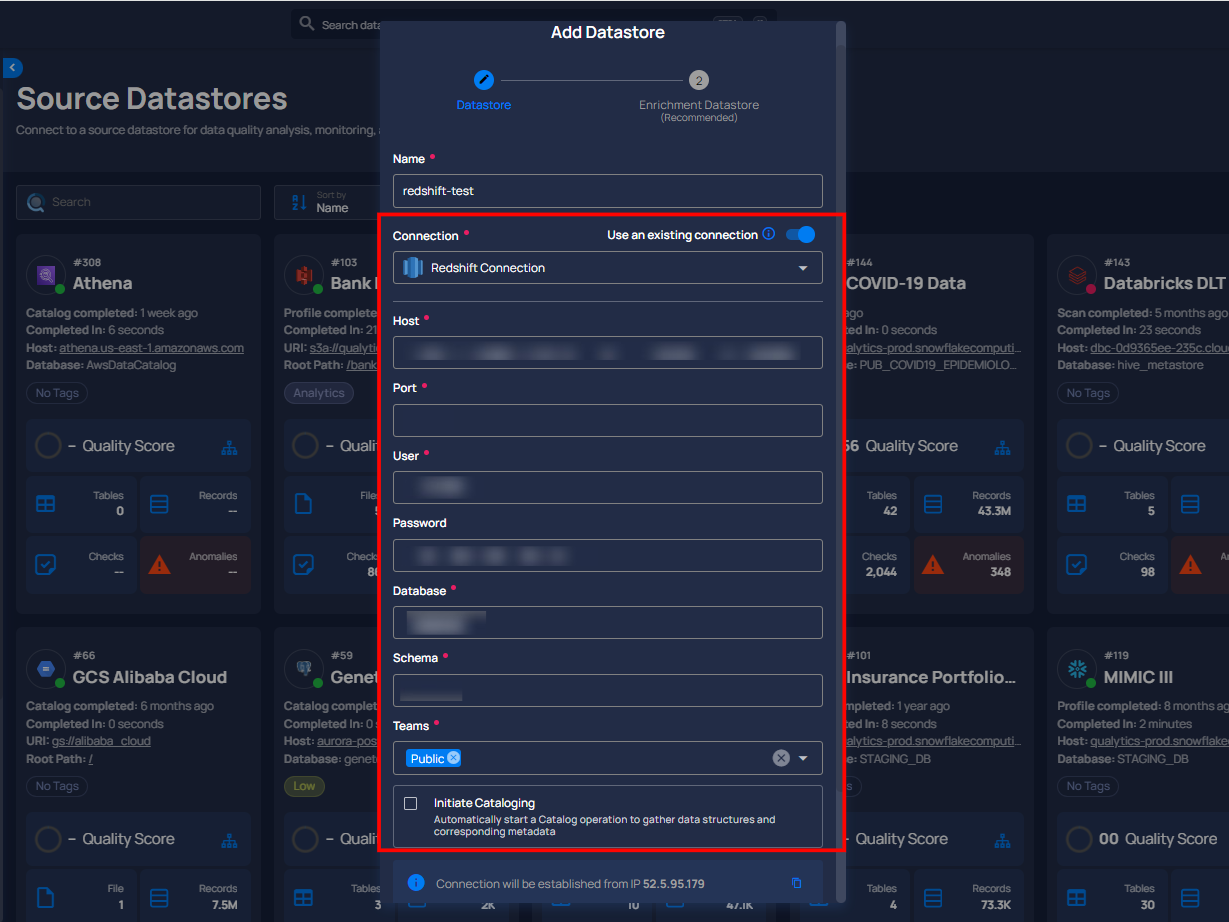 Search data
Add Datastore
2
Datastore
Enrichment Datastore
(Recommended)
Source Datastores
Connect to a source datastore for data quality analysis, monitoring,
Name
redshift-test
Search
Sort by
Name
Connection
Use an existing connection
Redshift Connection
Host
Port
User
Password
Database
Schema
Teams
Public
Initiate Cataloging
Automatically start a Catalog operation to gather data structures and
corresponding metadata
Connection will be established from IP 52.5.95.179
#308
Athena
Catalog completed: 1 week ago
Completed In: 6 seconds
Host: athena.us-east-1.amazonaws.com
Database: AwsDataCatalog
No Tags
– Quality Score
Tables
0
Records
--
Checks
--
Anomalies
--
#103
Bank
Profile complete
Completed In: 21
URI: s3a://qualyti
Root Path: /bank
Analytics
– Quali
File
Check
#144
COVID-19 Data
ago
ed In: 0 seconds
alytics-prod.snowflakecomputi...
e: PUB_COVID19_EPIDEMIOLO...
56 Quality Score
Tables
42
Records
43.3M
Checks
2,044
Anomalies
348
#143
Databricks DLT
Scan completed: 5 months ago
Completed In: 23 seconds
Host: dbc-0d9365ee-235c.clou
Database: hive_metastore
No Tags
– Quality Score
Tables
5
Checks
98
#66
GCS Alibaba Cloud
Catalog completed: 6 months ago
Completed In: 0 seconds
URI: gs://alibaba_cloud
Root Path: /
No Tags
– Quality Score
File
1
Records
7.5M
#59
Genet
Catalog complet
Completed In: 0 s
Host: aurora-pos
Database: genet
Low
– Quali
Tables
3
2K
10
47.1K
#101
Insurance Portfolio...
mpleted: 1 year ago
ed In: 8 seconds
alytics-prod.snowflakecomputi...
e: STAGING_DB
Quality Score
Tables
4
Records
73.3K
#119
MIMIC III
Profile completed: 8 months ago
Completed In: 2 minutes
Host: qualytics-prod.snowflake
Database: STAGING_DB
No Tags
00 Quality Score
Tables
30